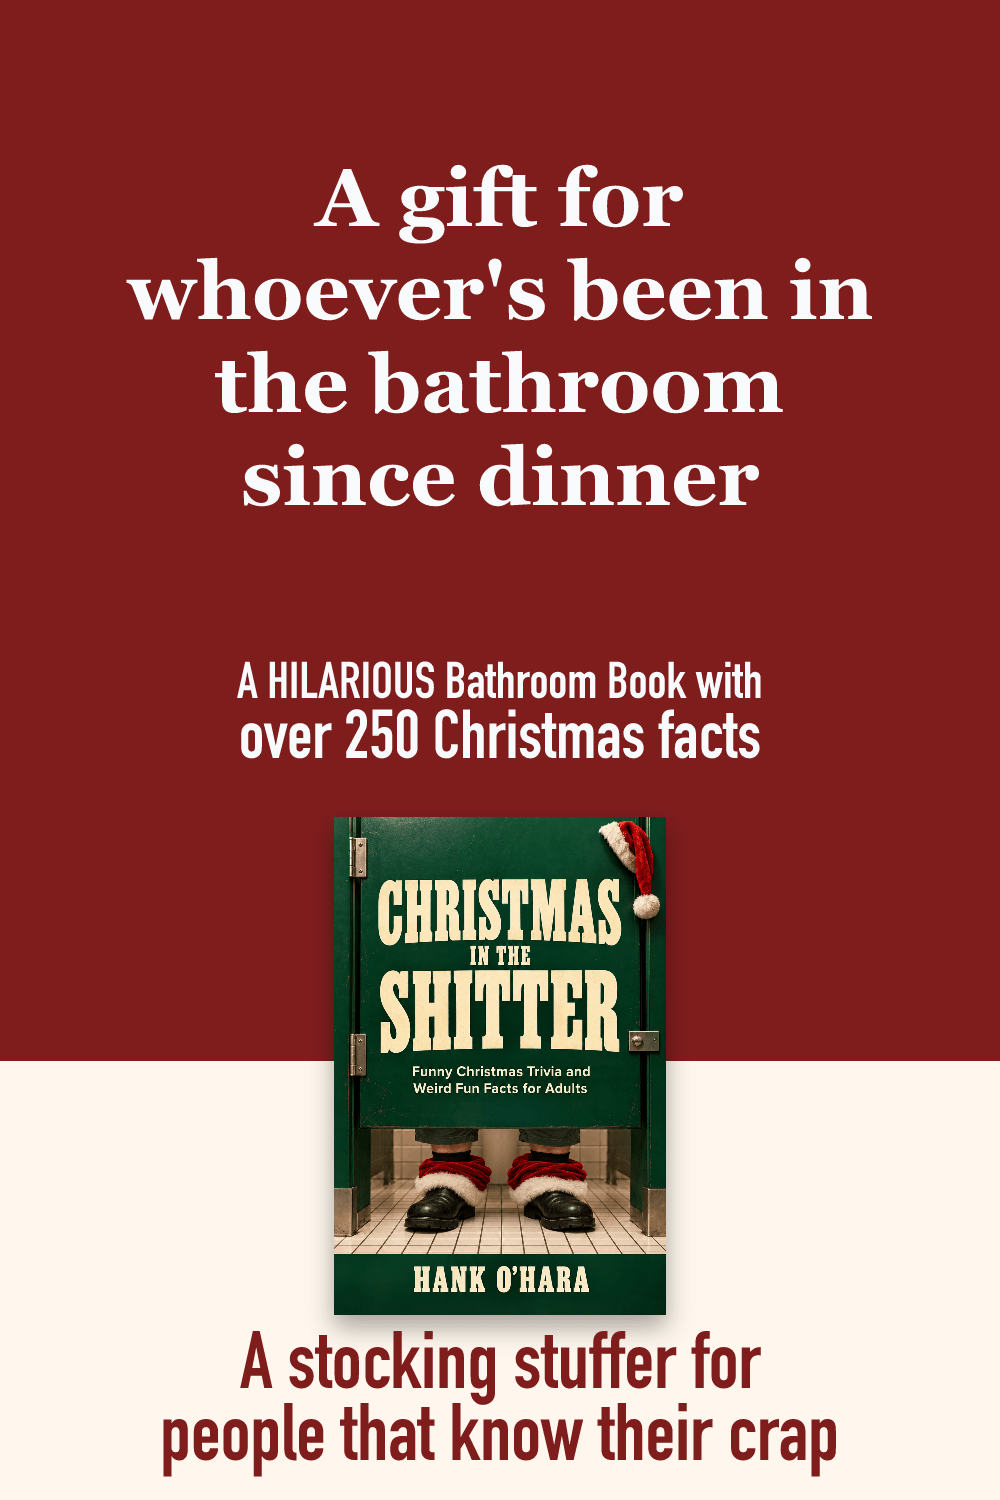 A gift for
whoever's been in
the bathroom
since dinner
A HILARIOUS Bathroom Book with
over 250 Christmas facts
CHRISTMAS
IN THE
SHITTER
Funny Christmas Trivia and
Weird Fun Facts for Adults
HANK O'HARA
A stocking stuffer for
people that know their crap